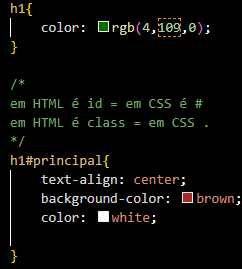 h1{
color: rgb(4,109,0);
}
/*
em HTML é id = em CSS é #
em HTML é class = em CSS .
*/
h1#principal{
text-align: center;
background-color: brown;
color: white;
}